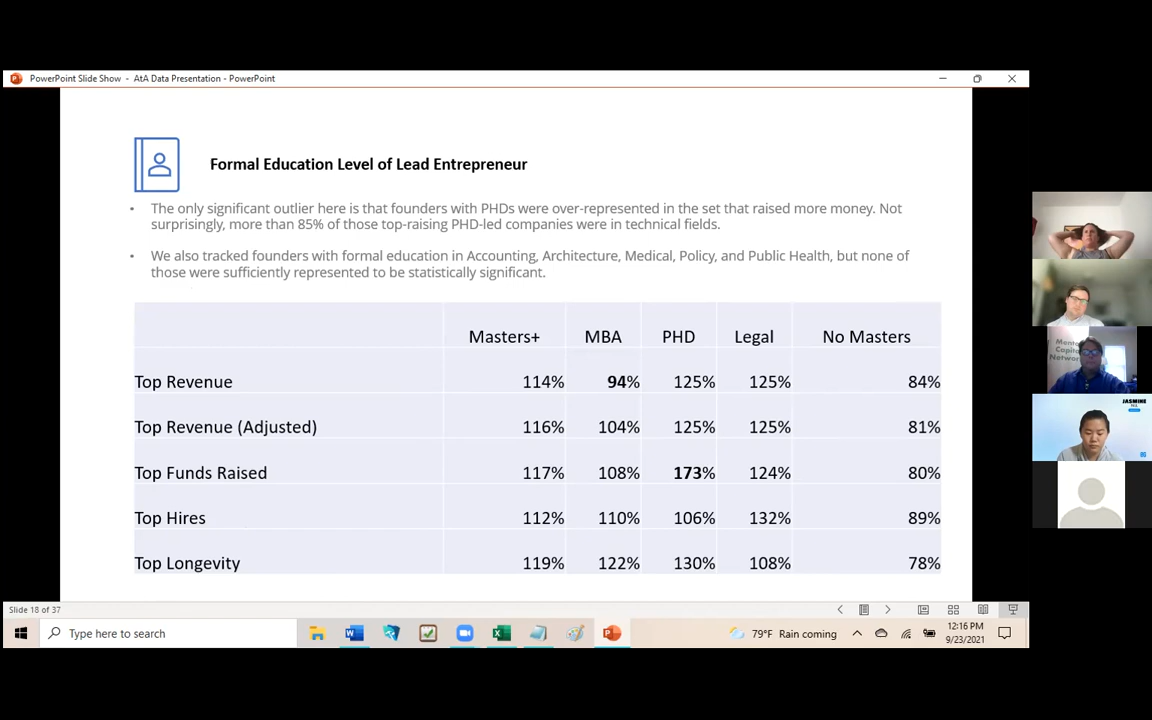 PowerPoint Slide Show - AtA Data Presentation - PowerPoint
Formal Education Level of Lead Entrepreneur
• The only significant outlier here is that founders with PHDs were over-represented in the set that raised more money. Not
surprisingly, more than 85% of those top-raising PHD-led companies were in technical fields.
• We also tracked founders with formal education in Accounting, Architecture, Medical, Policy, and Public Health, but none of
those were sufficiently represented to be statistically significant.
Masters+ MBA PHD Legal No Masters
Top Revenue 114% 94% 125% 125% 84%
Top Revenue (Adjusted) 116% 104% 125% 125% 81%
Top Funds Raised 117% 108% 173% 124% 80%
Top Hires 112% 110% 106% 132% 89%
Top Longevity 119% 122% 130% 108% 78%
Slide 18 of 37
Type here to search
79°F Rain coming
12:16 PM
9/23/2021
JASMINE